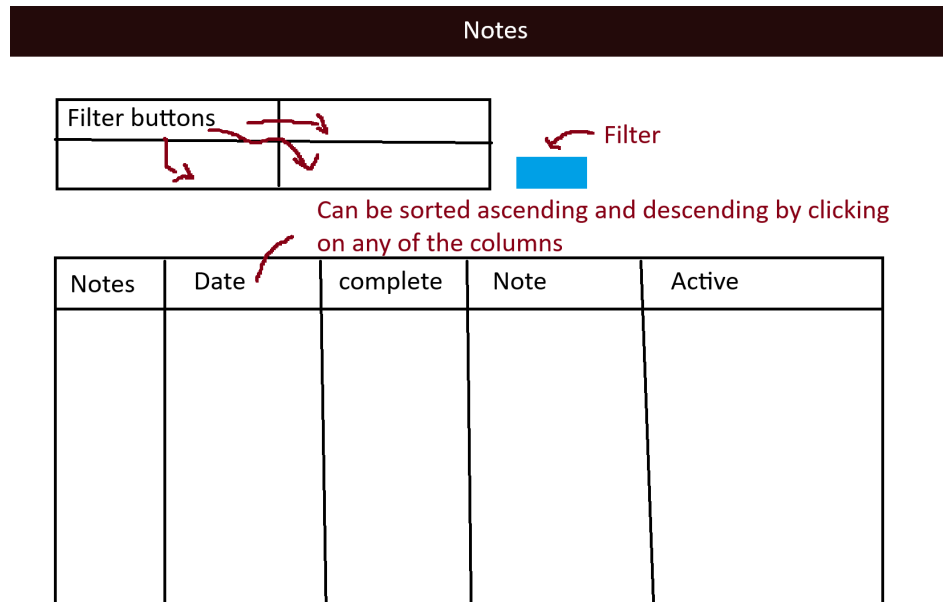 Notes
Filter buttons
Filter
Can be sorted ascending and descending by clicking
on any of the columns
Notes Date complete Note Active